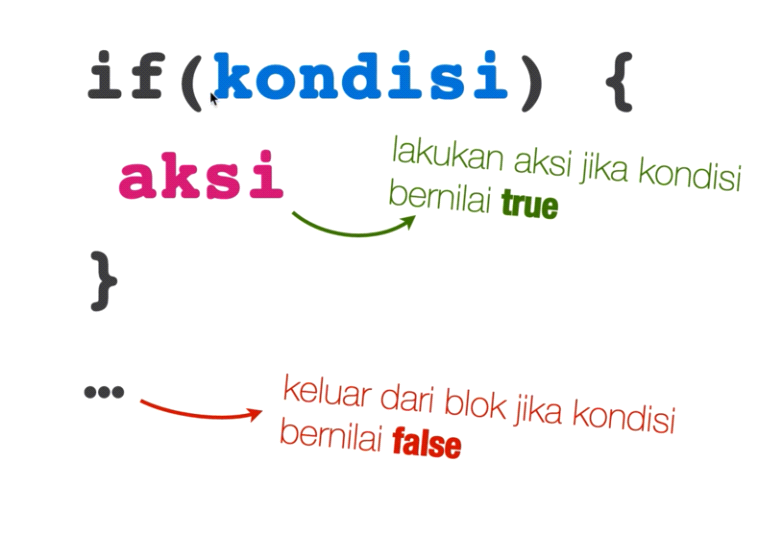 if(kondisi) {
aksi
lakukan aksi jika kondisi
bernilai true
}
...
keluar dari blok jika kondisi
bernilai false